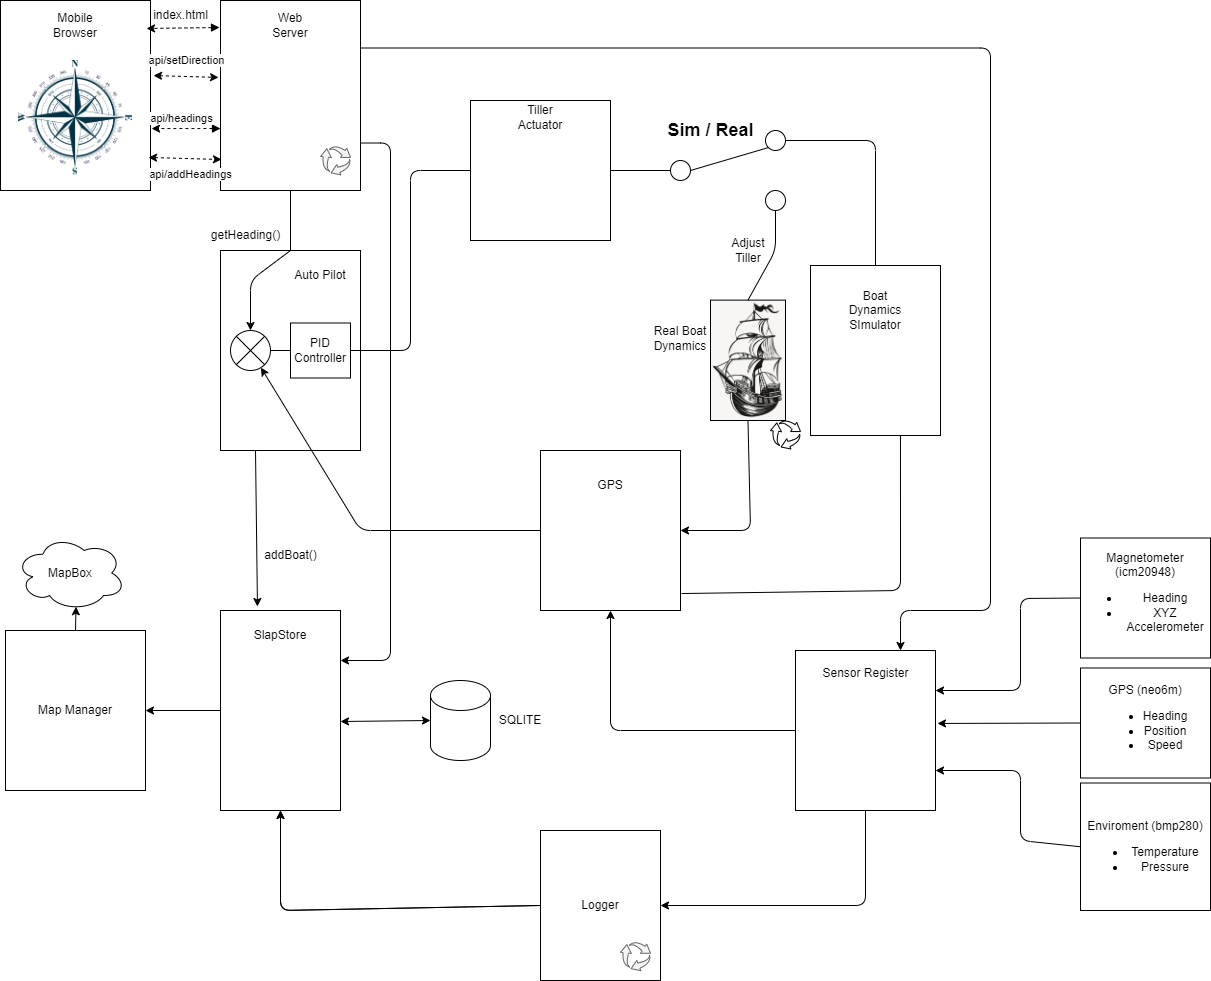 Mobile
Browser
index.html
Web
Server
api/setDirection
N
W
E
S
api/headings
api/addHeadings
Tiller
Actuator
Sim / Real
getHeading()
Auto Pilot
PID
Controller
Adjust
Tiller
Real Boat
Dynamics
Boat
Dynamics
SImulator
GPS
addBoat()
MapBox
Magnetometer
(icm20948)
• Heading
• XYZ
Accelerometer
SlapStore
Sensor Register
Map Manager
SQLITE
GPS (neo6m)
• Heading
• Position
• Speed
Enviroment (bmp280)
• Temperature
• Pressure
Logger